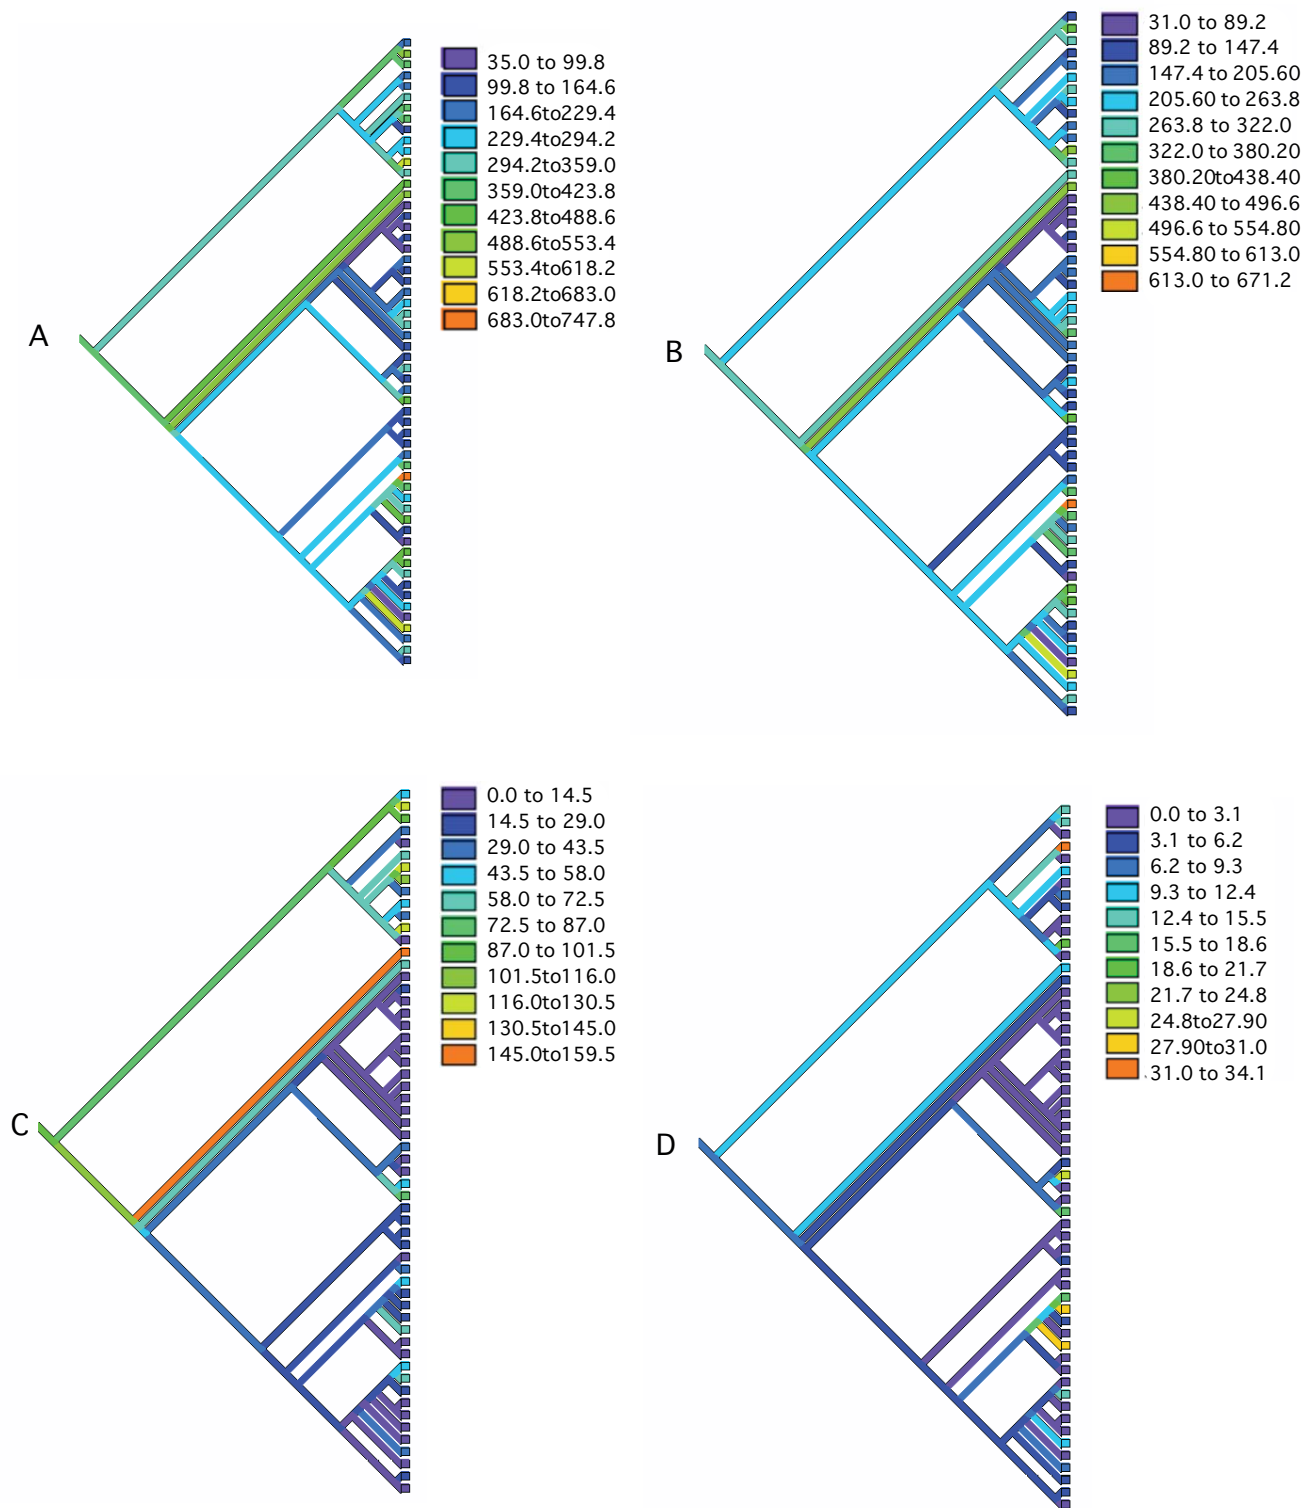 A
35.0 to 99.8
99.8 to 164.6
164.6to229.4
229.4to294.2
294.2to359.0
359.0to423.8
423.8to488.6
488.6to553.4
553.4to618.2
618.2to683.0
683.0to747.8
B
31.0 to 89.2
89.2 to 147.4
147.4 to 205.60
205.60 to 263.8
263.8 to 322.0
322.0 to 380.20
380.20to438.40
438.40 to 496.6
496.6 to 554.80
554.80 to 613.0
613.0 to 671.2
C
0.0 to 14.5
14.5 to 29.0
29.0 to 43.5
43.5 to 58.0
58.0 to 72.5
72.5 to 87.0
87.0 to 101.5
101.5to116.0
116.0to130.5
130.5to145.0
145.0to159.5
D
0.0 to 3.1
3.1 to 6.2
6.2 to 9.3
9.3 to 12.4
12.4 to 15.5
15.5 to 18.6
18.6 to 21.7
21.7 to 24.8
24.8to27.90
27.90to31.0
31.0 to 34.1